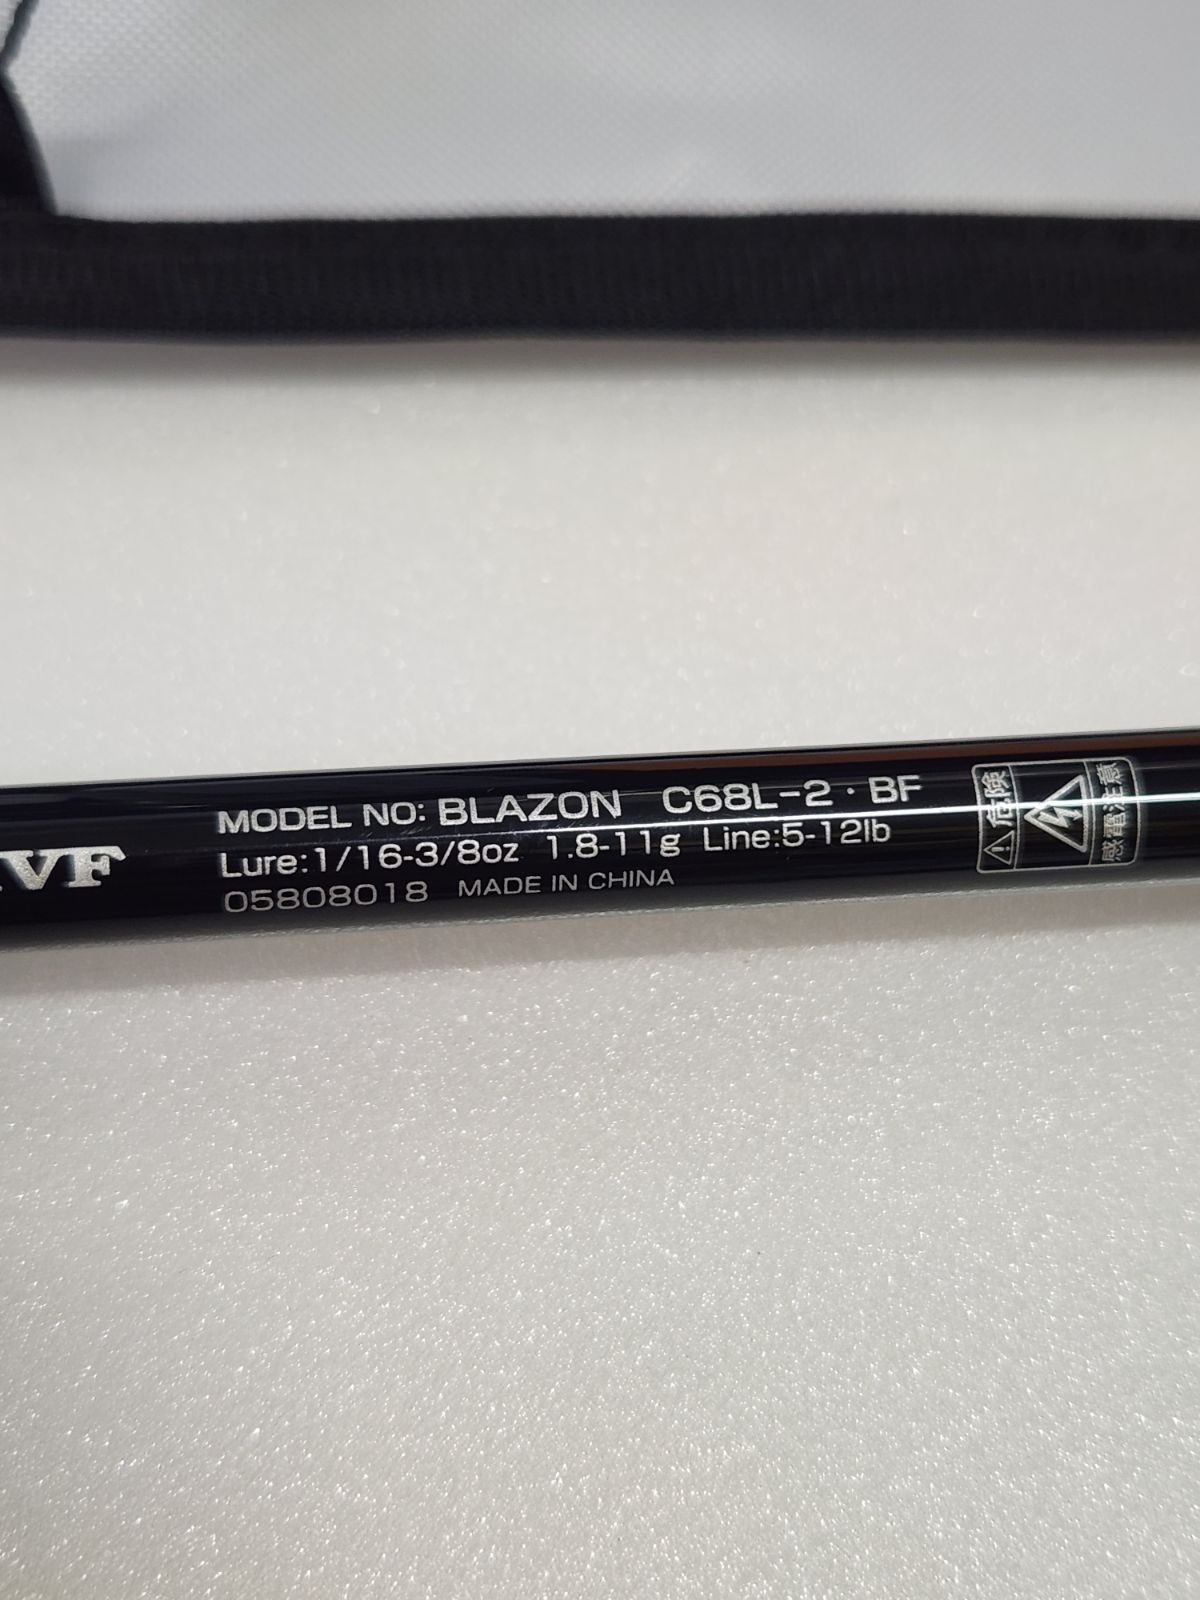 VF
MODEL NO: BLAZON C68L-2・BF
Lure:1/16-3/8oz 1.8-11g Line:5-12lb
05808018 MADE IN CHINA
⚠危険
感電注意